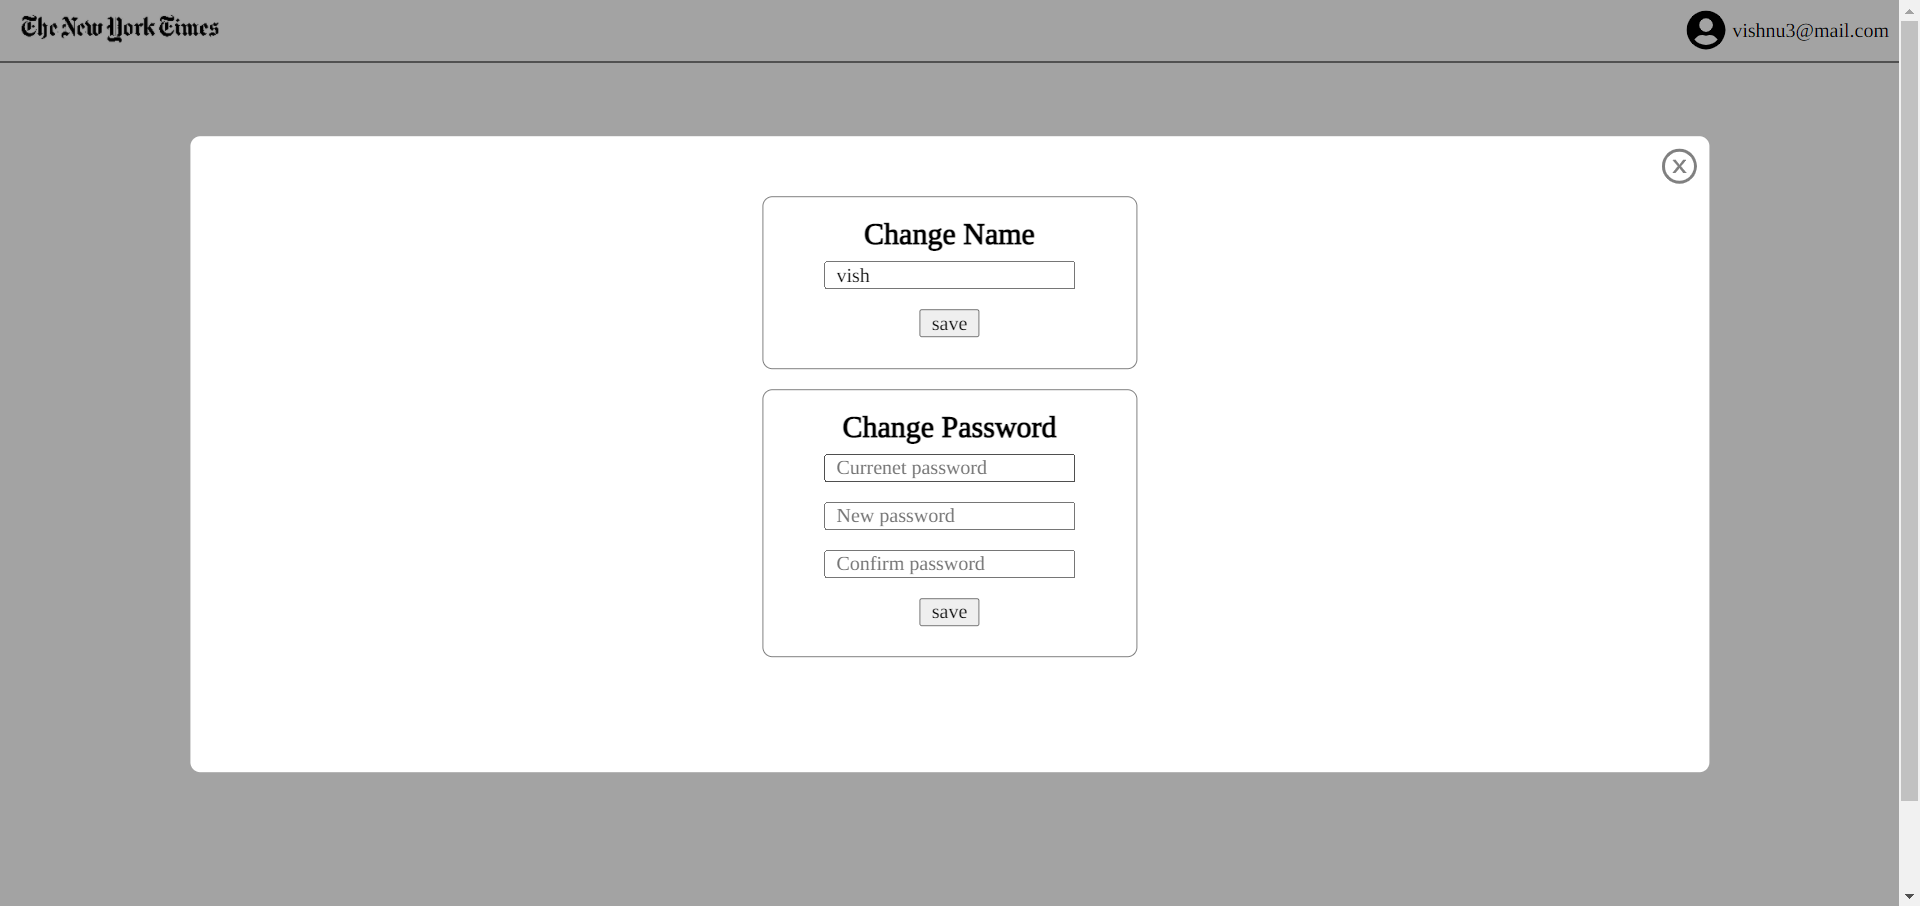 The New York Times
vishnu3@mail.com
X
Change Name
vish
save
Change Password
Currenet password
New password
Confirm password
save